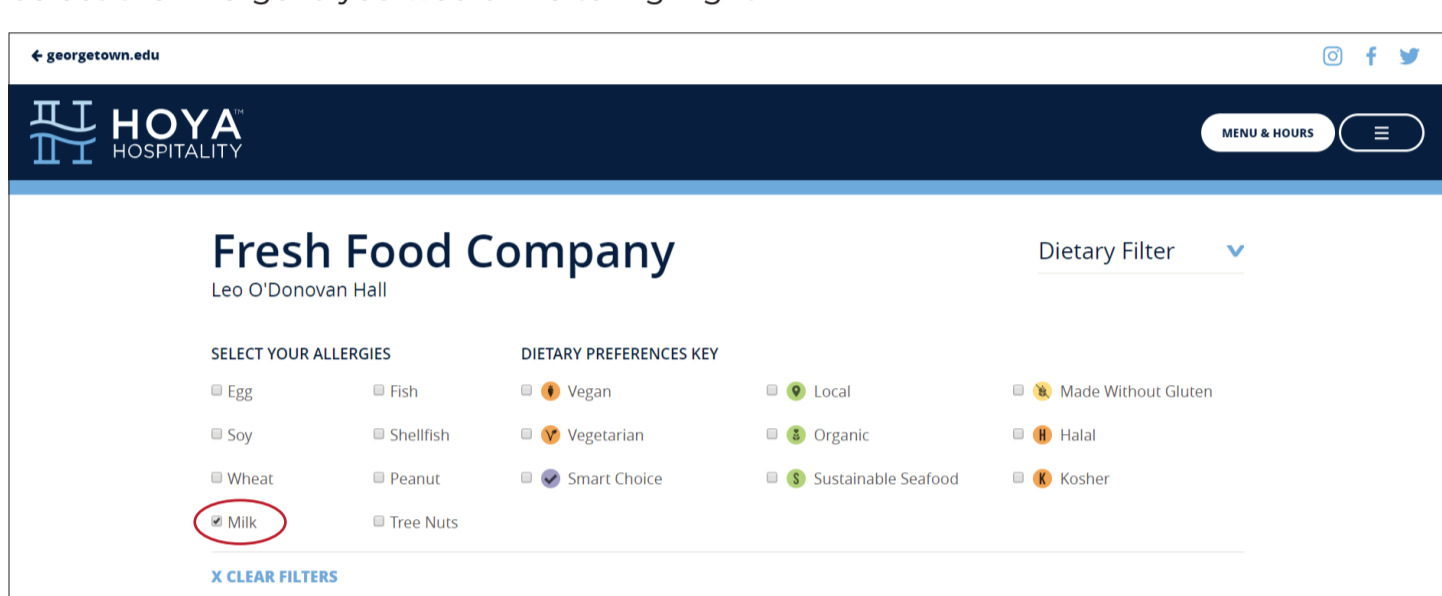 ← georgetown.edu
HOYA™
HOSPITALITY
MENU & HOURS
Fresh Food Company
Dietary Filter
Leo O'Donovan Hall
SELECT YOUR ALLERGIES DIETARY PREFERENCES KEY
Egg Fish Vegan Local Made Without Gluten
Soy Shellfish Vegetarian Organic H Halal
Wheat Peanut Smart Choice S Sustainable Seafood K Kosher
Milk Tree Nuts
X CLEAR FILTERS